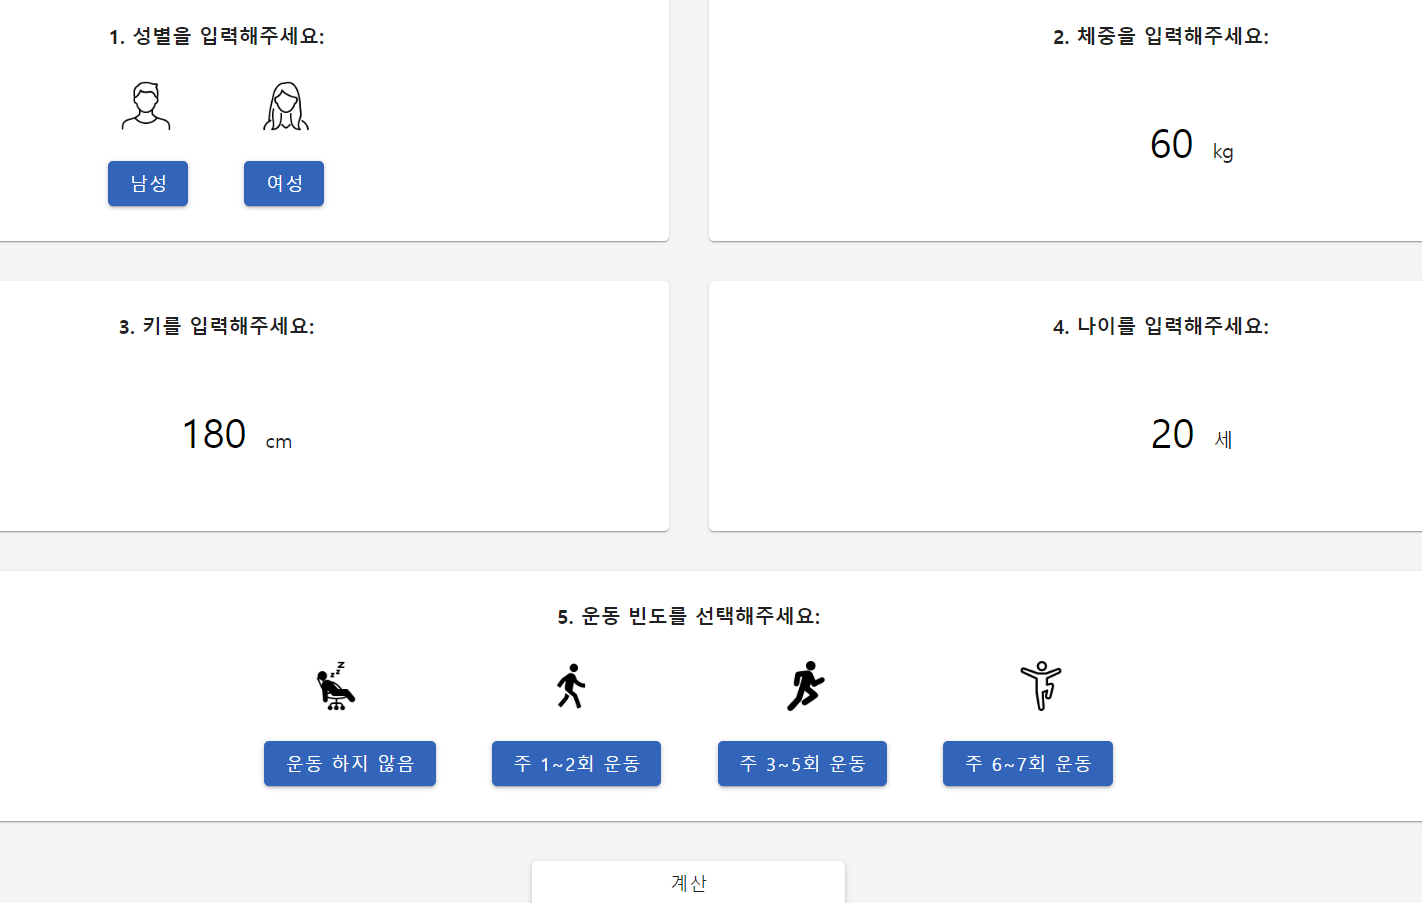 1. 성별을 입력해주세요:
남성
여성
2. 체중을 입력해주세요:
60 kg
3. 키를 입력해주세요:
180 cm
4. 나이를 입력해주세요:
20 세
5. 운동 빈도를 선택해주세요:
z z z z
운동 하지 않음
주 1~2회 운동
주 3~5회 운동
주 6~7회 운동
계산